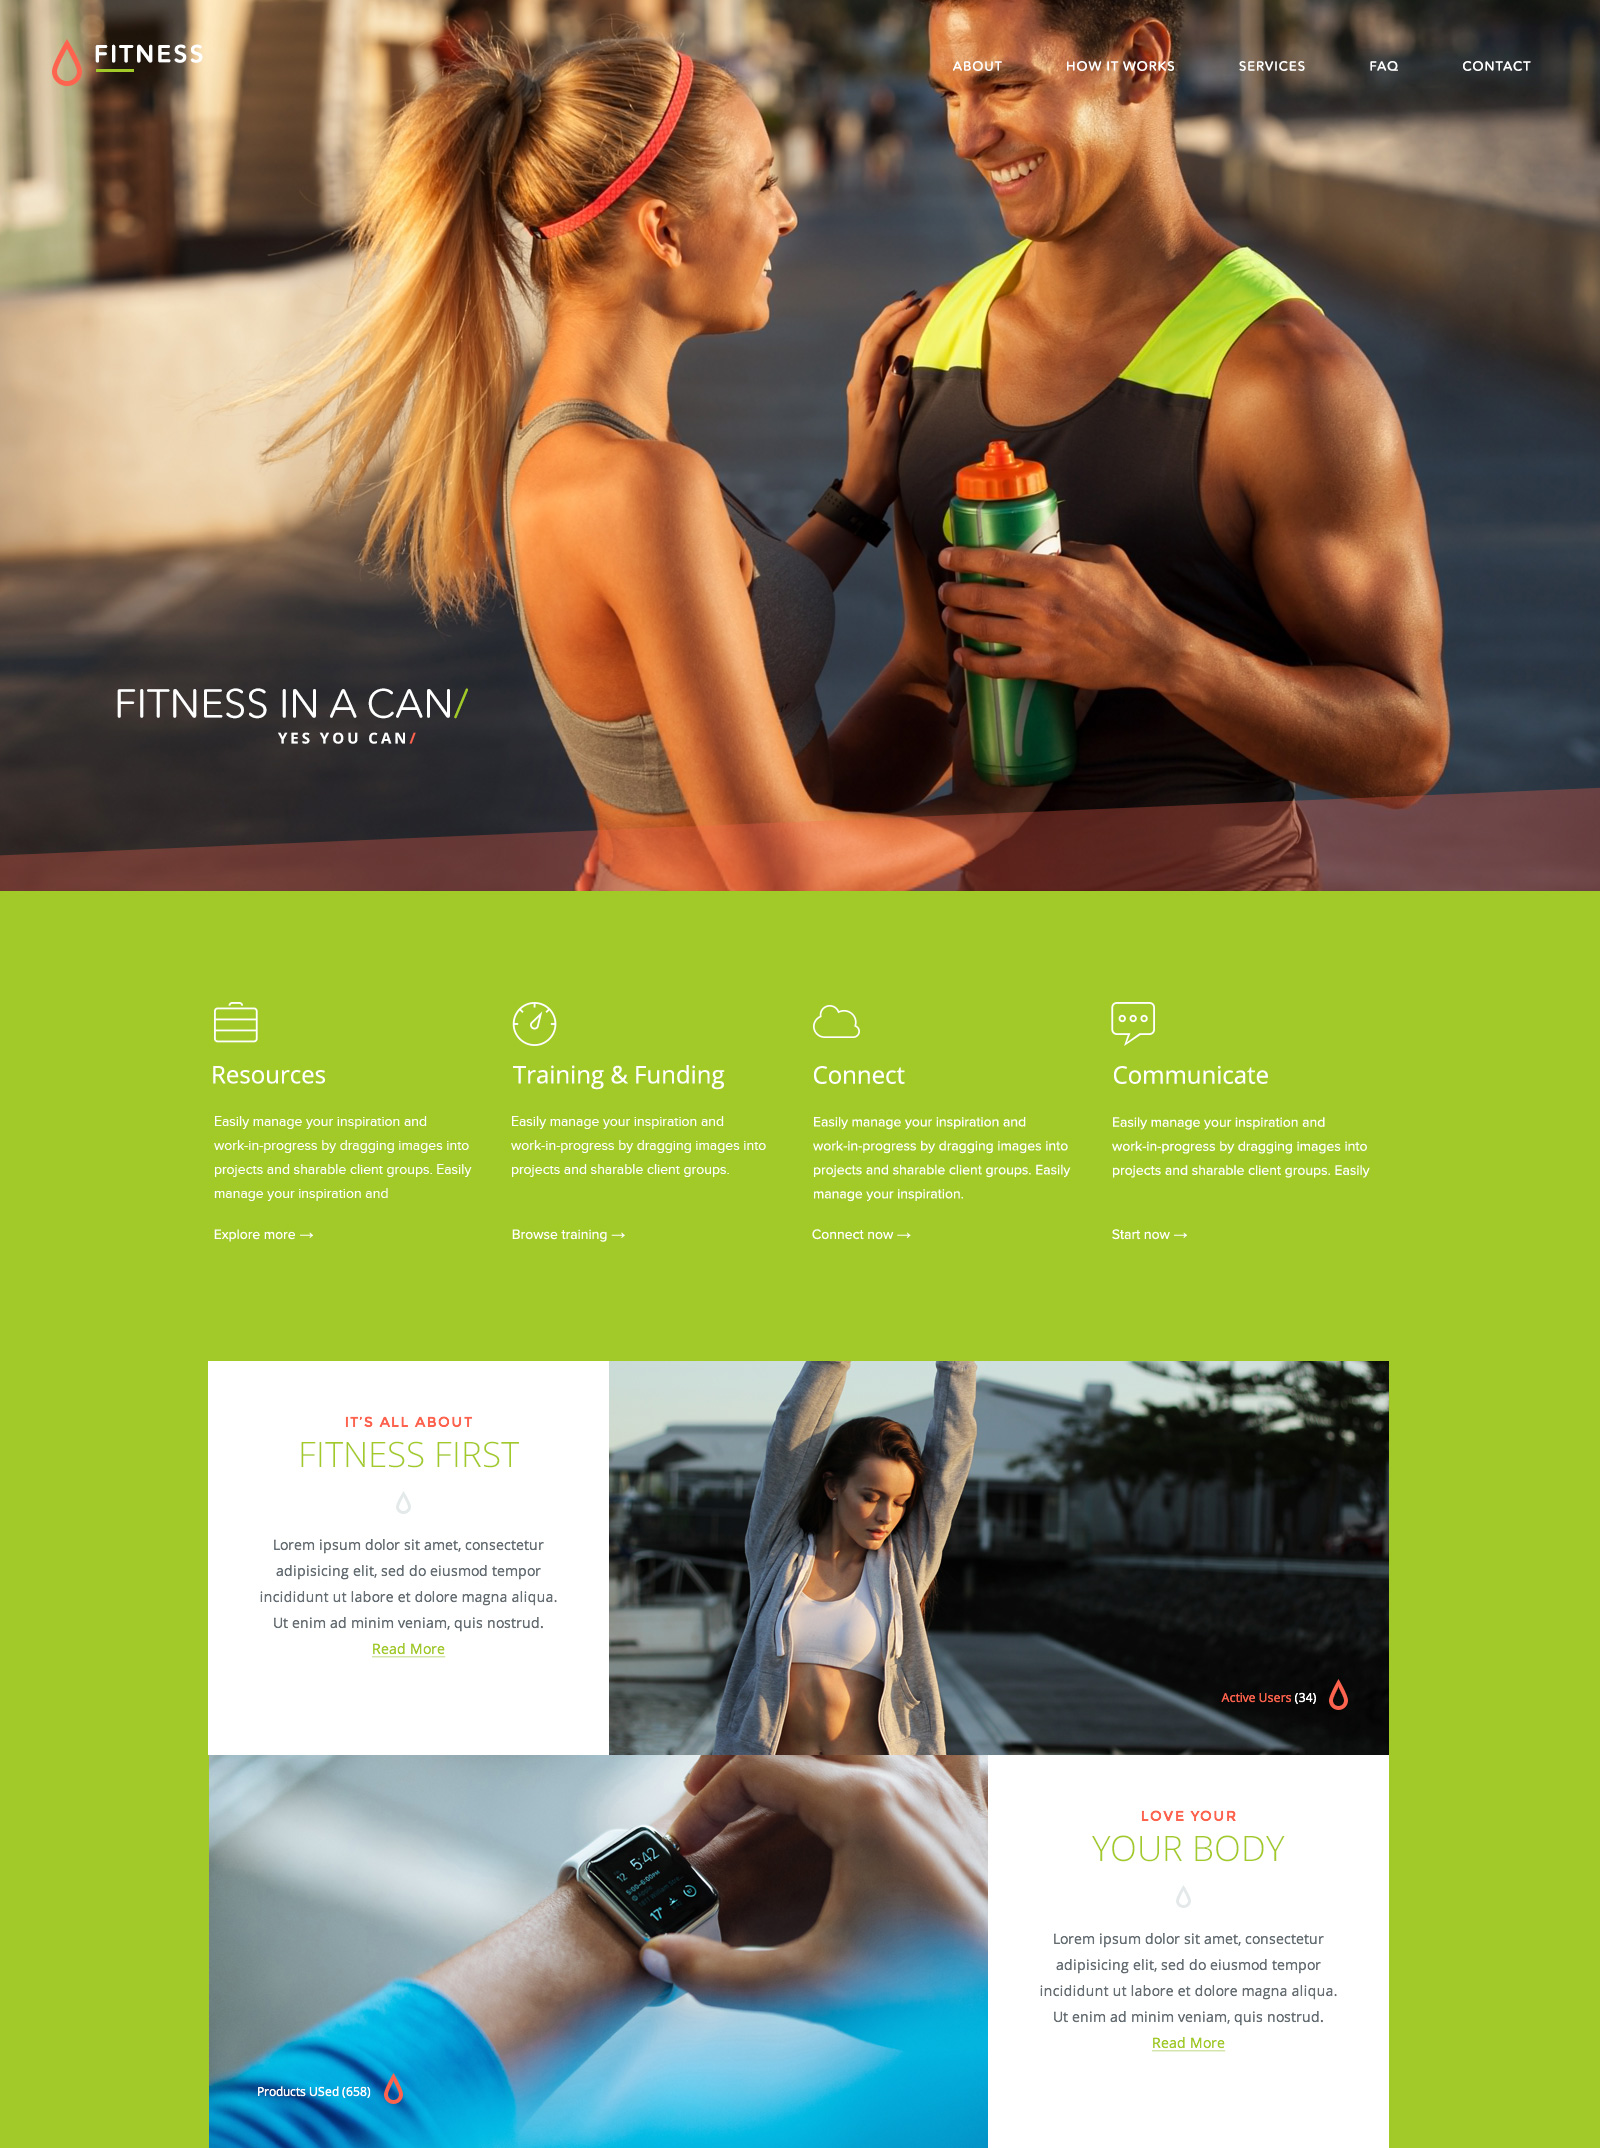 FITNESS
ABOUT HOW IT WORKS SERVICES FAQ CONTACT
FITNESS IN A CAN/
YES YOU CAN/
Resources
Easily manage your inspiration and
work-in-progress by dragging images into
projects and sharable client groups. Easily
manage your inspiration and
Explore more →
Training & Funding
Easily manage your inspiration and
work-in-progress by dragging images into
projects and sharable client groups.
Browse training →
Connect
Easily manage your inspiration and
work-in-progress by dragging images into
projects and sharable client groups. Easily
manage your inspiration.
Connect now →
Communicate
Easily manage your inspiration and
work-in-progress by dragging images into
projects and sharable client groups. Easily
Start now →
IT'S ALL ABOUT
FITNESS FIRST
Lorem ipsum dolor sit amet, consectetur
adipisicing elit, sed do eiusmod tempor
incididunt ut labore et dolore magna aliqua.
Ut enim ad minim veniam, quis nostrud.
Read More
Active Users (34)
5:42
12
5:00-6:00PM
17°
Products USed (658)
LOVE YOUR
YOUR BODY
Lorem ipsum dolor sit amet, consectetur
adipisicing elit, sed do eiusmod tempor
incididunt ut labore et dolore magna aliqua.
Ut enim ad minim veniam, quis nostrud.
Read More